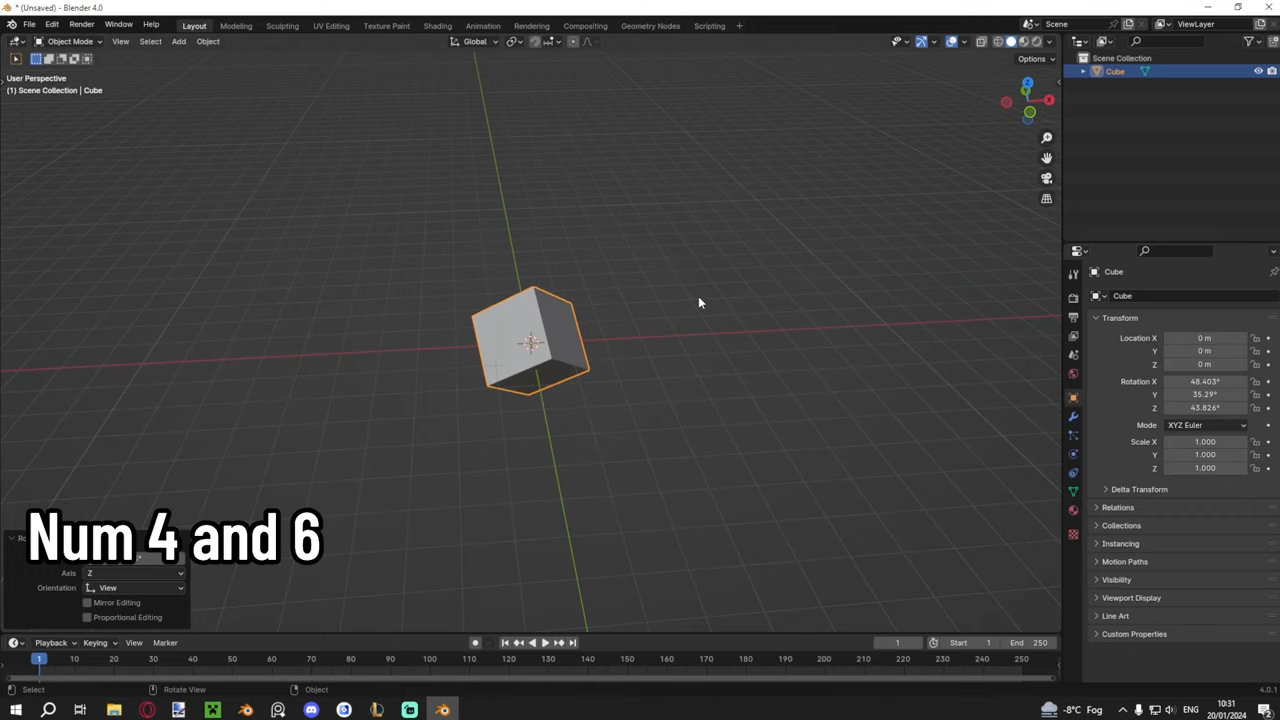 * (Unsaved) - Blender 4.0
File Edit Render Window Help
Layout Modeling Sculpting UV Editing Texture Paint Shading Animation Rendering Compositing Geometry Nodes Scripting +
Scene ViewLayer
Object Mode View Select Add Object Global
Options
User Perspective
(1) Scene Collection | Cube
Z
Y
X
Scene Collection
Cube
Cube
Cube
Transform
Location X 0 m
Y 0 m
Z 0 m
Rotation X 48.403°
Y 35.29°
Z 43.826°
Mode XYZ Euler
Scale X 1.000
Y 1.000
Z 1.000
Delta Transform
Relations
Collections
Instancing
Motion Paths
Visibility
Viewport Display
Line Art
Custom Properties
Num 4 and 6
Axis Z
Orientation View
Mirror Editing
Proportional Editing
Playback Keying View Marker
1 Start 1 End 250
1 10 20 30 40 50 60 70 80 90 100 110 120 130 140 150 160 170 180 190 200 210 220 230 240 250
Select Rotate View Object
4.0.1
-8°C Fog
10:31
20/01/2024